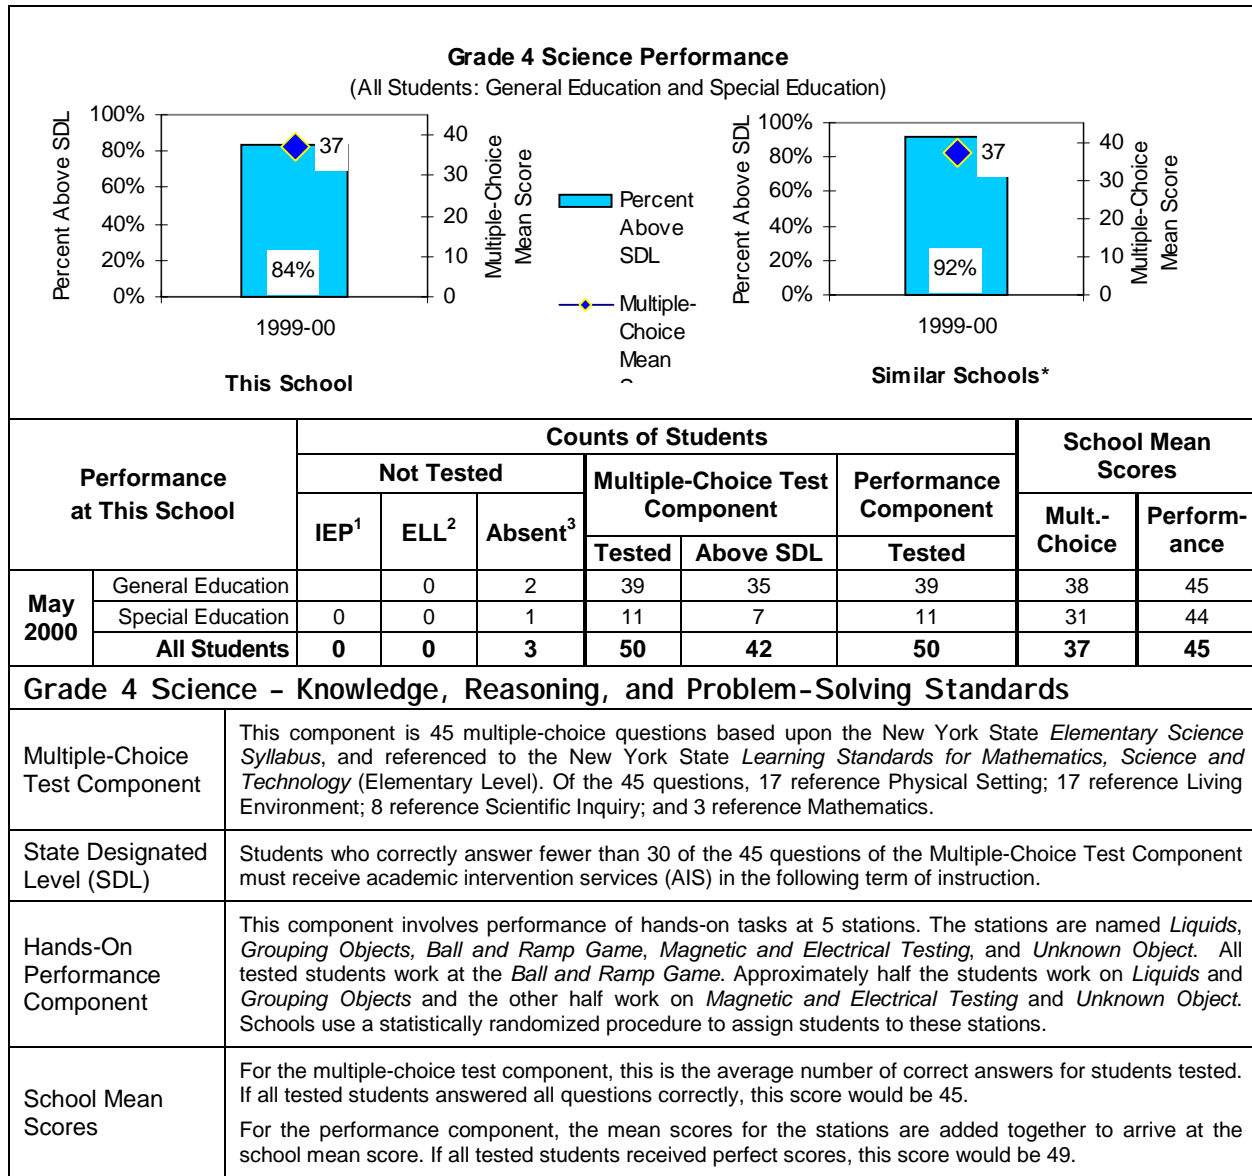 Grade 4 Science Performance
(All Students: General Education and Special Education)
Percent Above SDL
100%
80%
60%
40%
20%
0%
37
84%
40
30
20
10
0
Multiple-Choice
Mean Score
1999-00
This School
Percent
Above
SDL
Multiple-
Choice
Mean
Percent Above SDL
100%
80%
60%
40%
20%
0%
37
92%
40
30
20
10
0
Multiple-Choice
Mean Score
1999-00
Similar Schools*
Performance
at This School
Counts of Students
School Mean
Scores
Not Tested
Multiple-Choice Test
Component
Performance
Component
IEP1 ELL2 Absent3
Tested Above SDL Tested
Mult.-
Choice
Perform-
ance
May
2000
General Education 0 2 39 35 39 38 45
Special Education 0 0 1 11 7 11 31 44
All Students 0 0 3 50 42 50 37 45
Grade 4 Science – Knowledge, Reasoning, and Problem-Solving Standards
Multiple-Choice
Test Component
This component is 45 multiple-choice questions based upon the New York State Elementary Science
Syllabus, and referenced to the New York State Learning Standards for Mathematics, Science and
Technology (Elementary Level). Of the 45 questions, 17 reference Physical Setting; 17 reference Living
Environment; 8 reference Scientific Inquiry; and 3 reference Mathematics.
State Designated
Level (SDL)
Students who correctly answer fewer than 30 of the 45 questions of the Multiple-Choice Test Component
must receive academic intervention services (AIS) in the following term of instruction.
Hands-On
Performance
Component
This component involves performance of hands-on tasks at 5 stations. The stations are named Liquids,
Grouping Objects, Ball and Ramp Game, Magnetic and Electrical Testing, and Unknown Object. All
tested students work at the Ball and Ramp Game. Approximately half the students work on Liquids and
Grouping Objects and the other half work on Magnetic and Electrical Testing and Unknown Object.
Schools use a statistically randomized procedure to assign students to these stations.
School Mean
Scores
For the multiple-choice test component, this is the average number of correct answers for students tested.
If all tested students answered all questions correctly, this score would be 45.
For the performance component, the mean scores for the stations are added together to arrive at the
school mean score. If all tested students received perfect scores, this score would be 49.